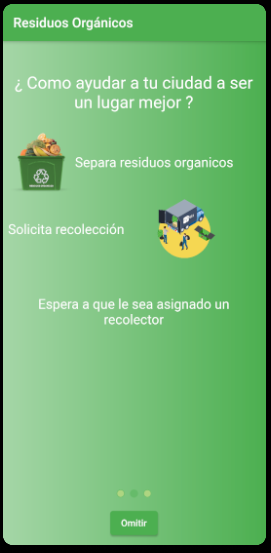 Residuos Orgánicos
¿ Como ayudar a tu ciudad a ser
un lugar mejor ?
Separa residuos organicos
Solicita recolección
Espera a que le sea asignado un
recolector
Omitir